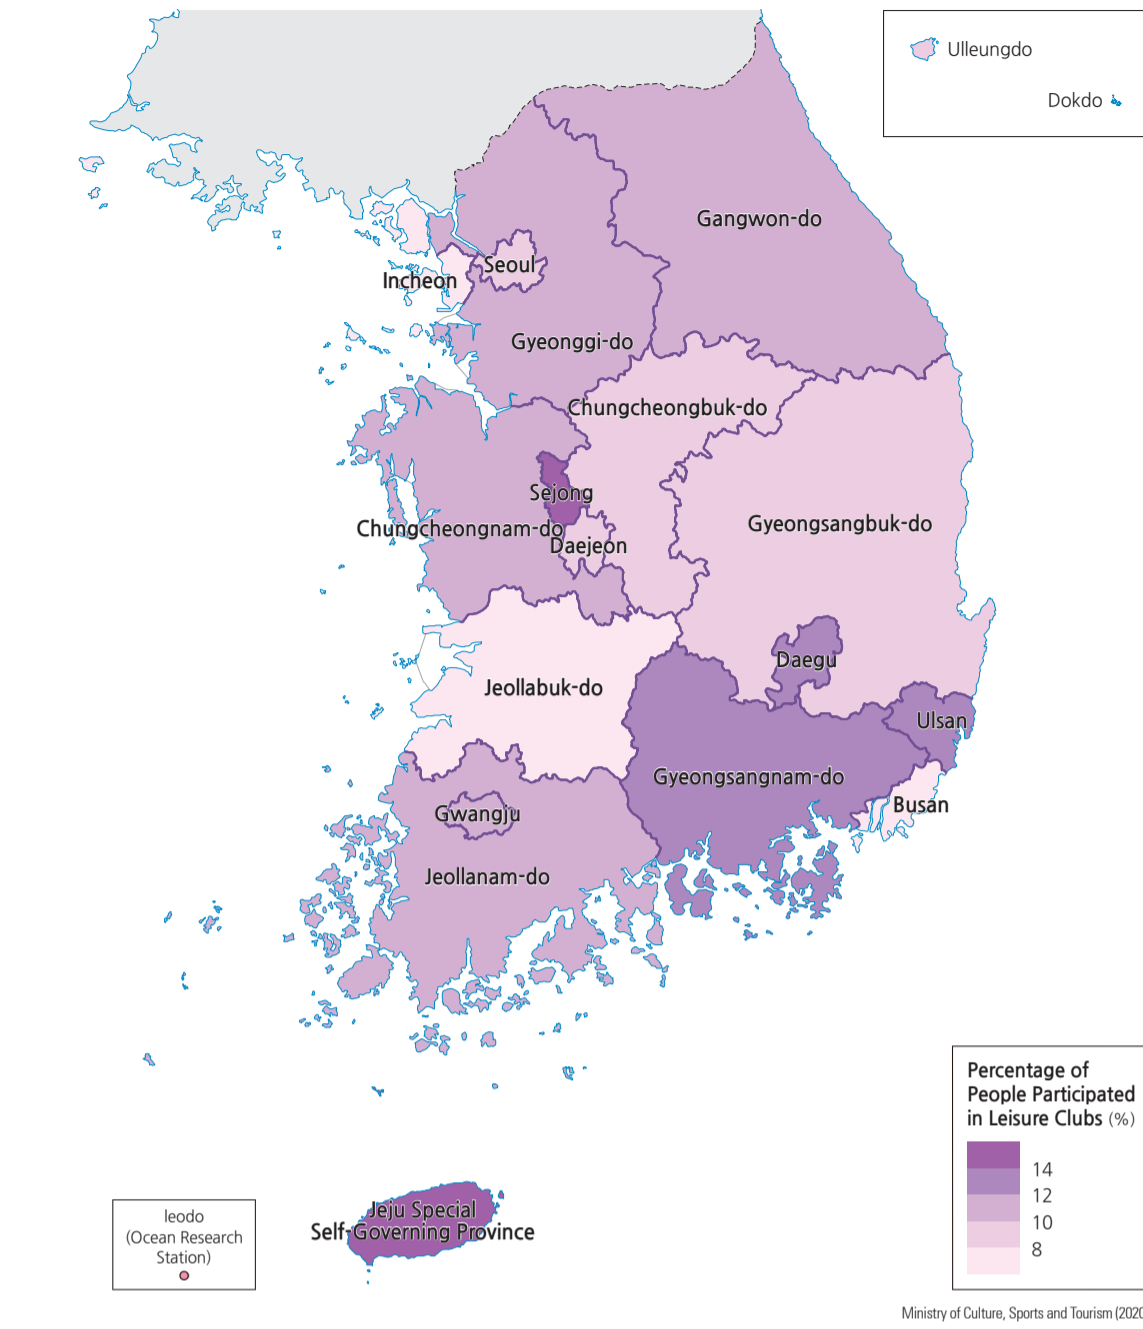 Ulleungdo
Dokdo
Gangwon-do
Seoul
Incheon
Gyeonggi-do
Chungcheongbuk-do
Sejong
Gyeongsangbuk-do
Chungcheongnam-do
Daejeon
Daegu
Jeollabuk-do
Ulsan
Gyeongsangnam-do
Busan
Gwangju
Jeollanam-do
Percentage of
People Participated
in Leisure Clubs (%)
14
12
10
8
Jeju Special
Self-Governing Province
Ieodo
(Ocean Research
Station)
Ministry of Culture, Sports and Tourism (2020